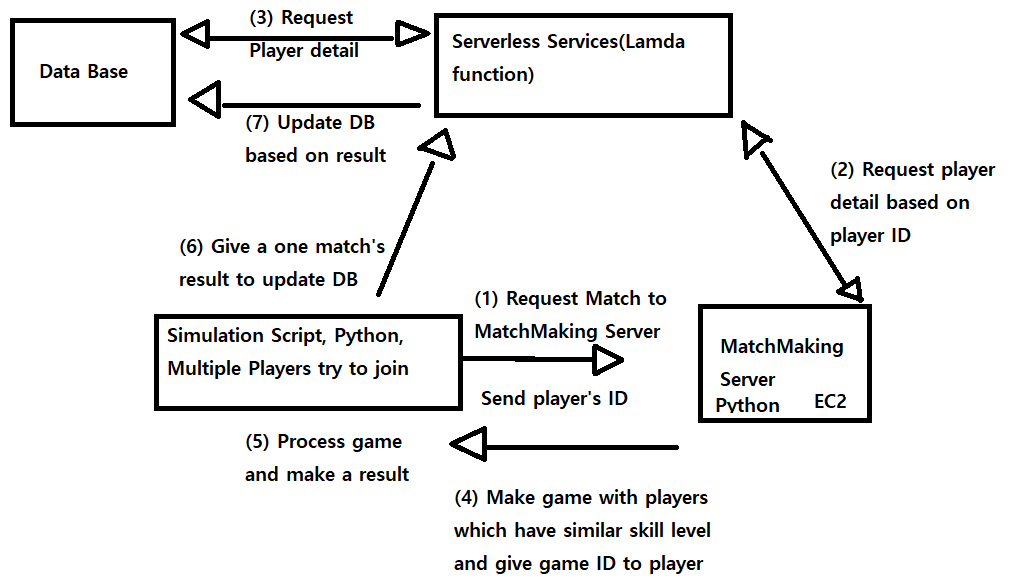 (3) Request
Player detail
Data Base
Serverless Services(Lamda
function)
(7) Update DB
based on result
(2) Request player
detail based on
player ID
(6) Give a one match's
result to update DB
(1) Request Match to
MatchMaking Server
Simulation Script, Python,
Multiple Players try to join
MatchMaking
Server
Python EC2
Send player's ID
(5) Process game
and make a result
(4) Make game with players
which have similar skill level
and give game ID to player